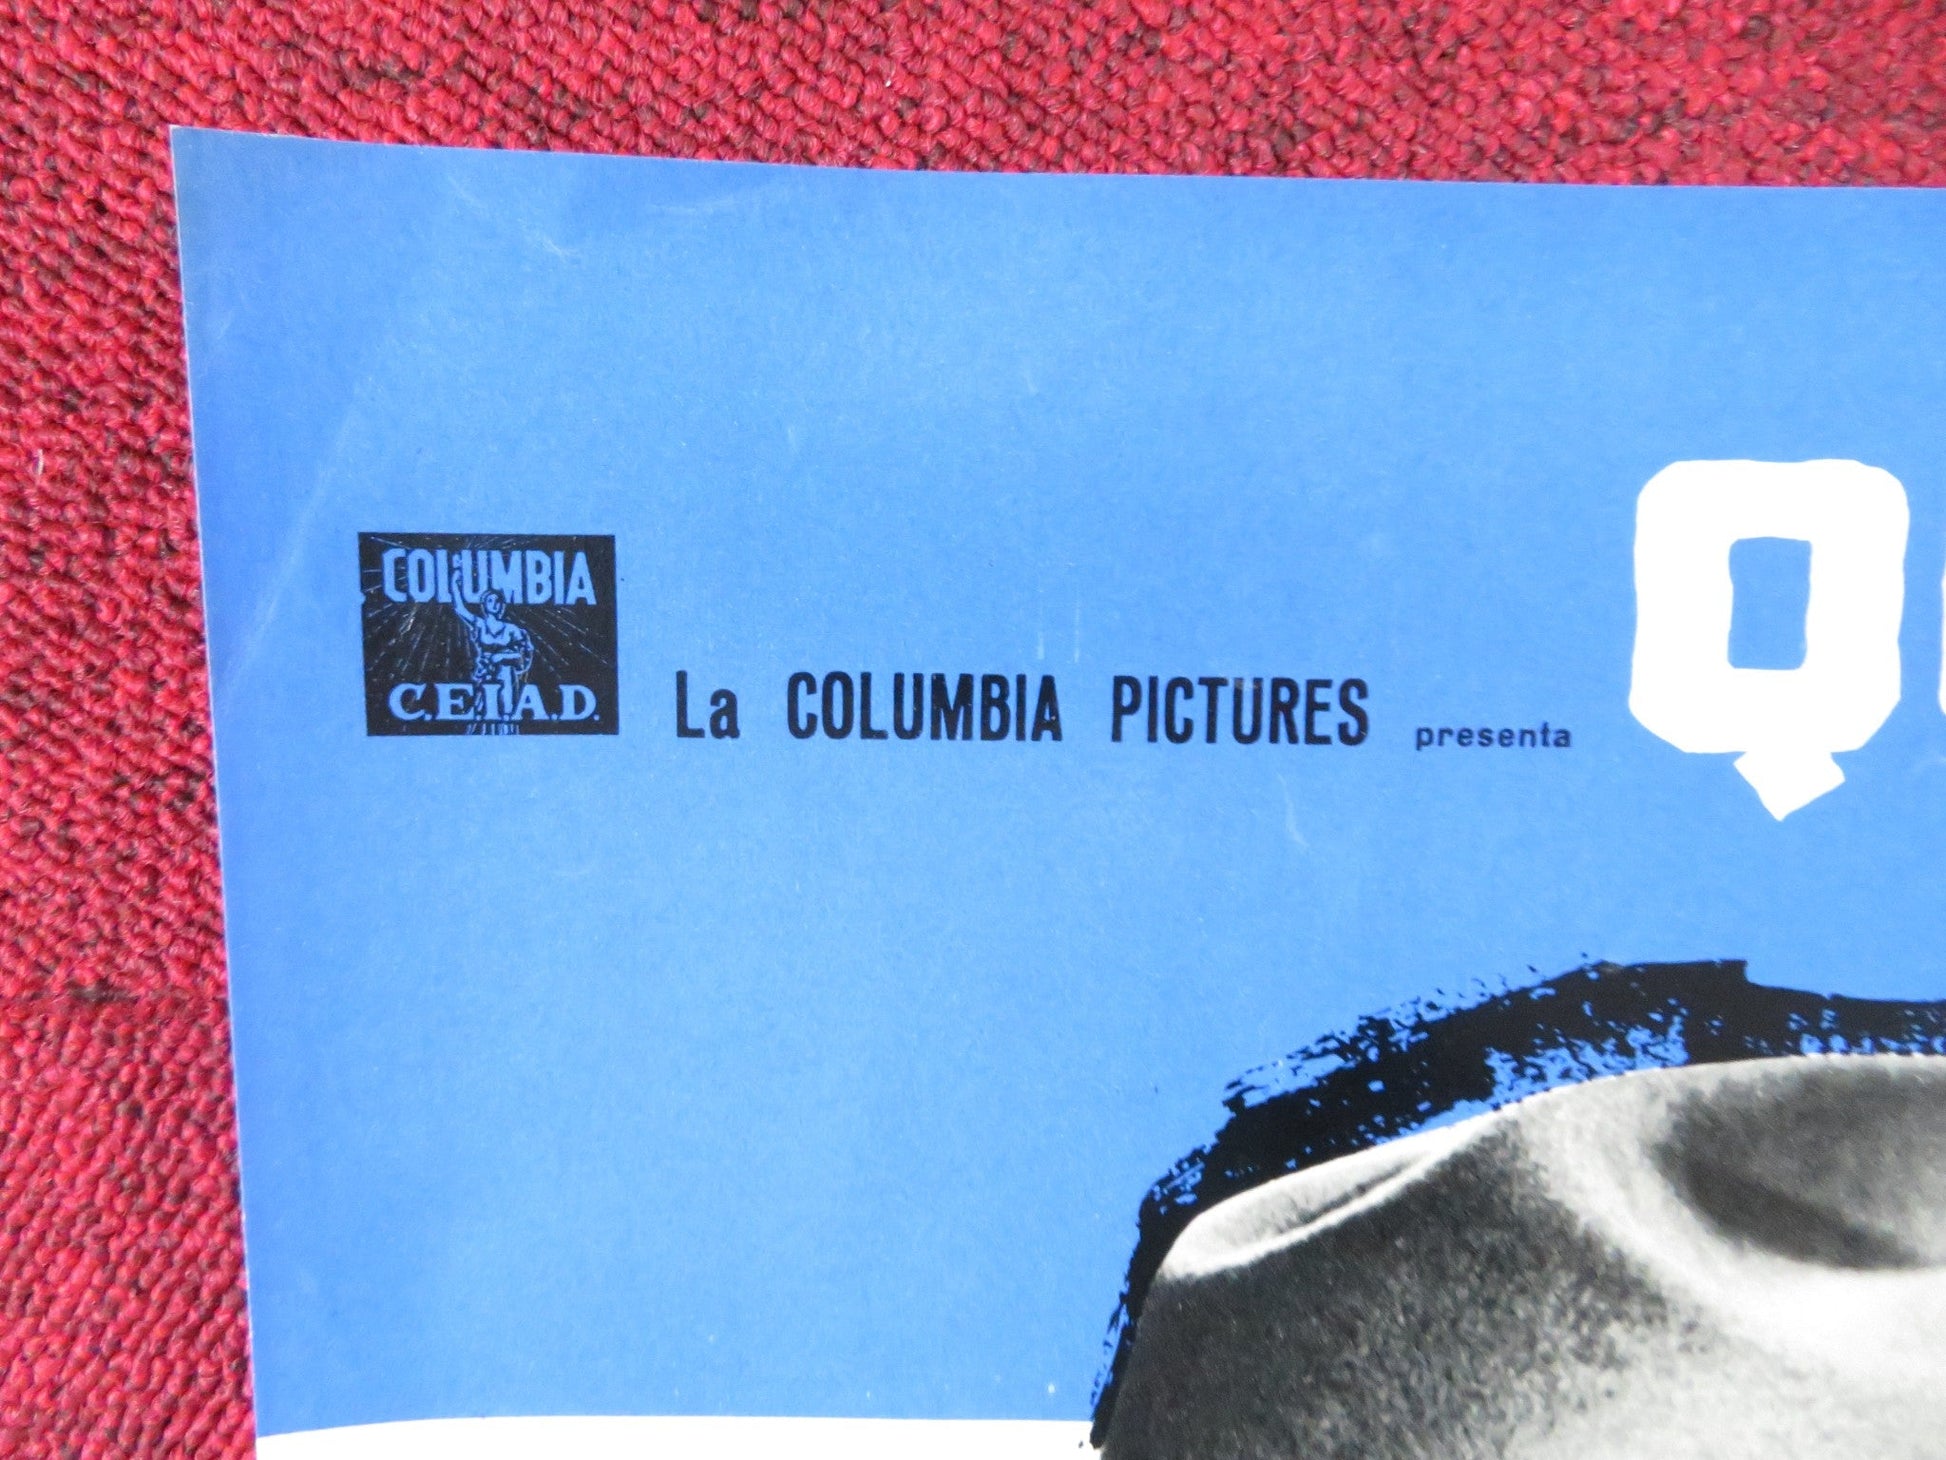 COLUMBIA
C.E.I.A.D.
La COLUMBIA PICTURES presenta Q